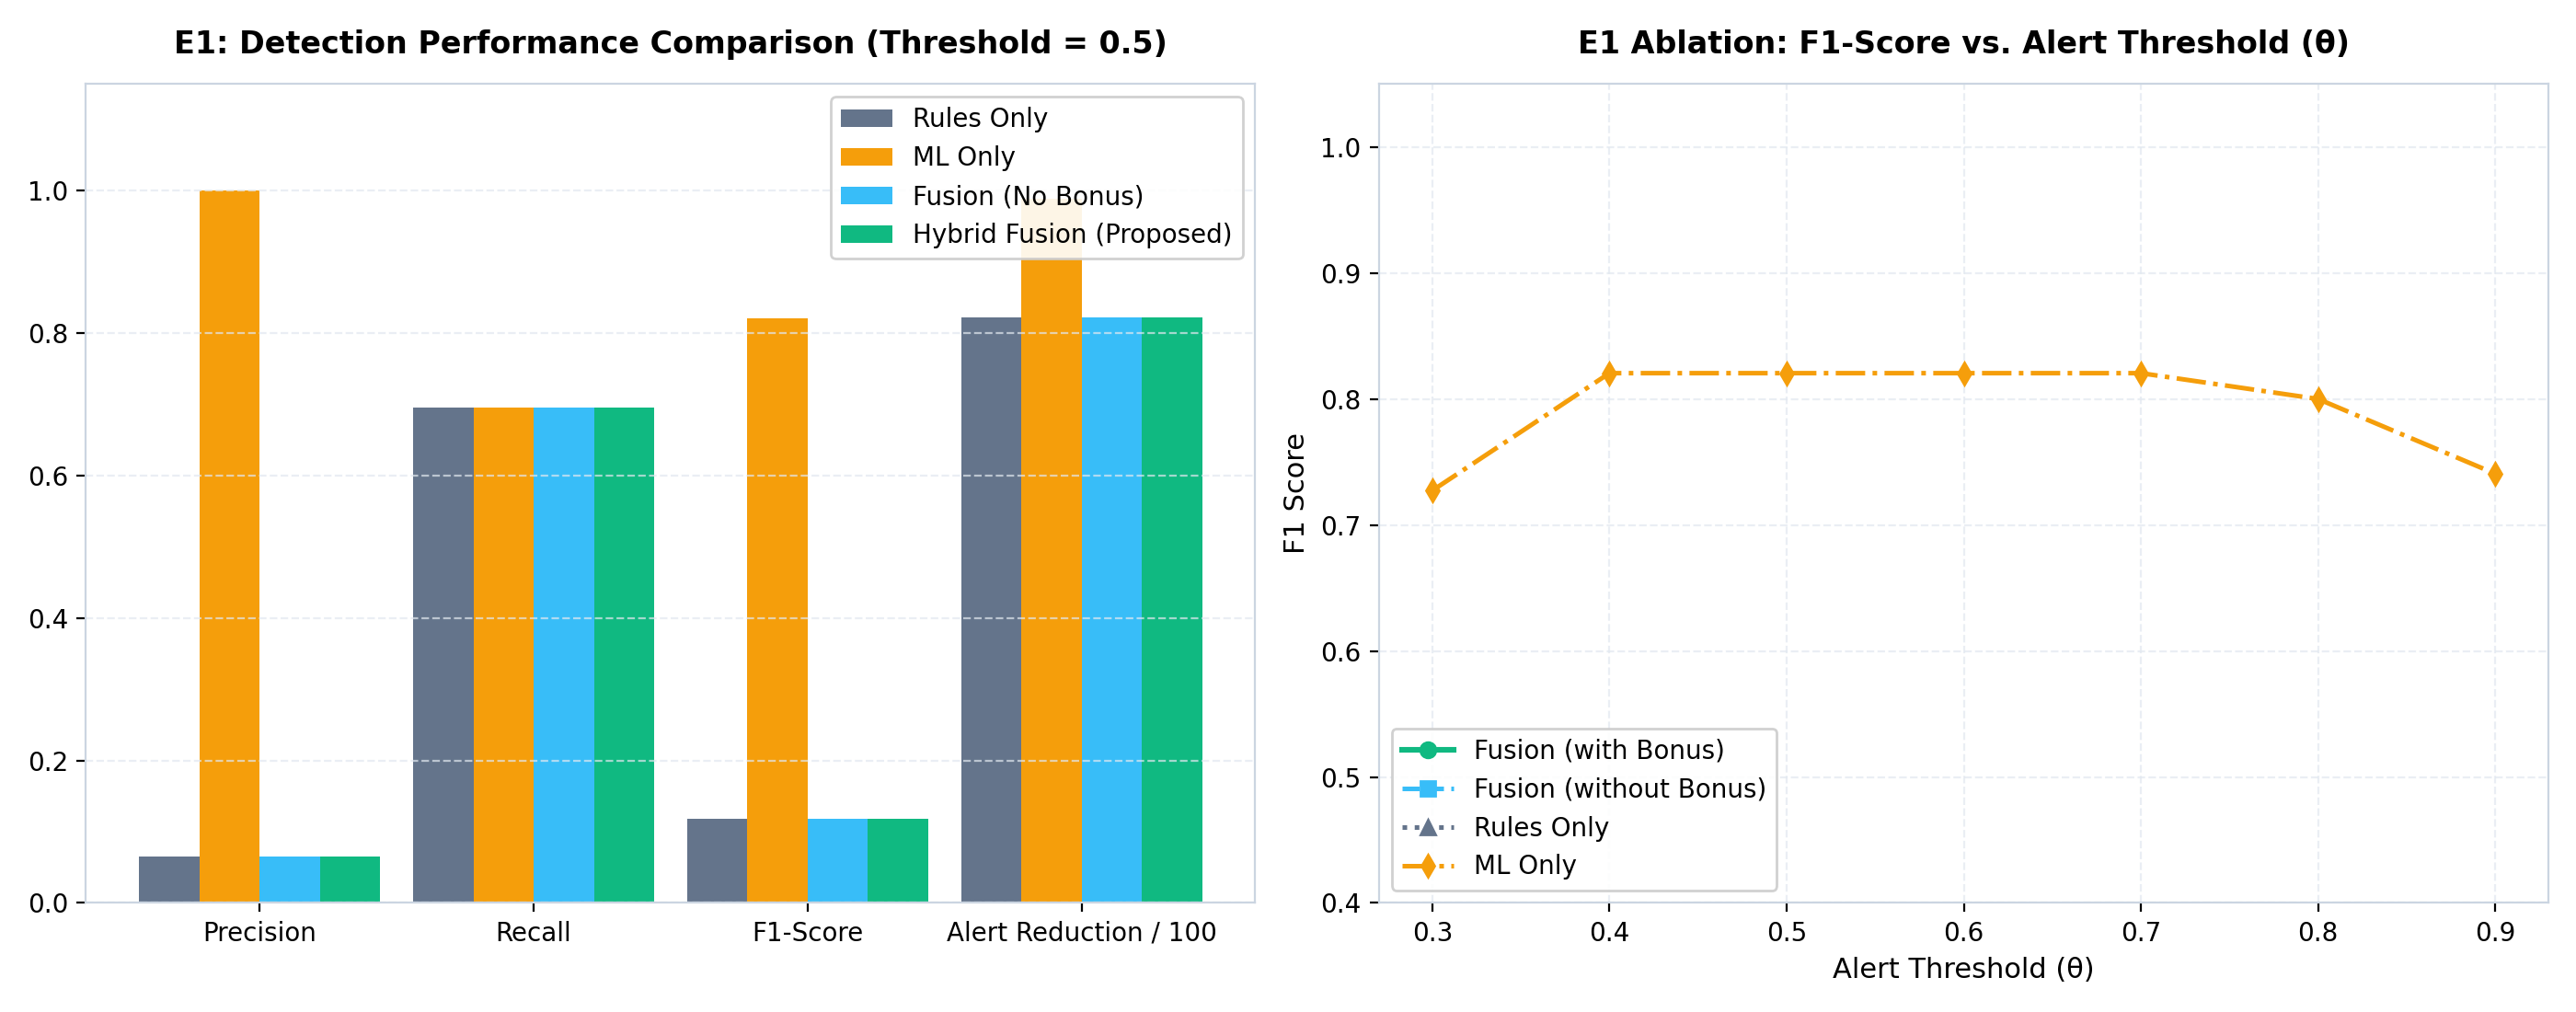 E1: Detection Performance Comparison (Threshold = 0.5)
Rules Only
ML Only
Fusion (No Bonus)
Hybrid Fusion (Proposed)
1.0
0.8
0.6
0.4
0.2
0.0
Precision
Recall
F1-Score
Alert Reduction / 100
E1 Ablation: F1-Score vs. Alert Threshold (θ)
F1 Score
1.0
0.9
0.8
0.7
0.6
0.5
0.4
Fusion (with Bonus)
Fusion (without Bonus)
Rules Only
ML Only
0.3
0.4
0.5
0.6
0.7
0.8
0.9
Alert Threshold (θ)